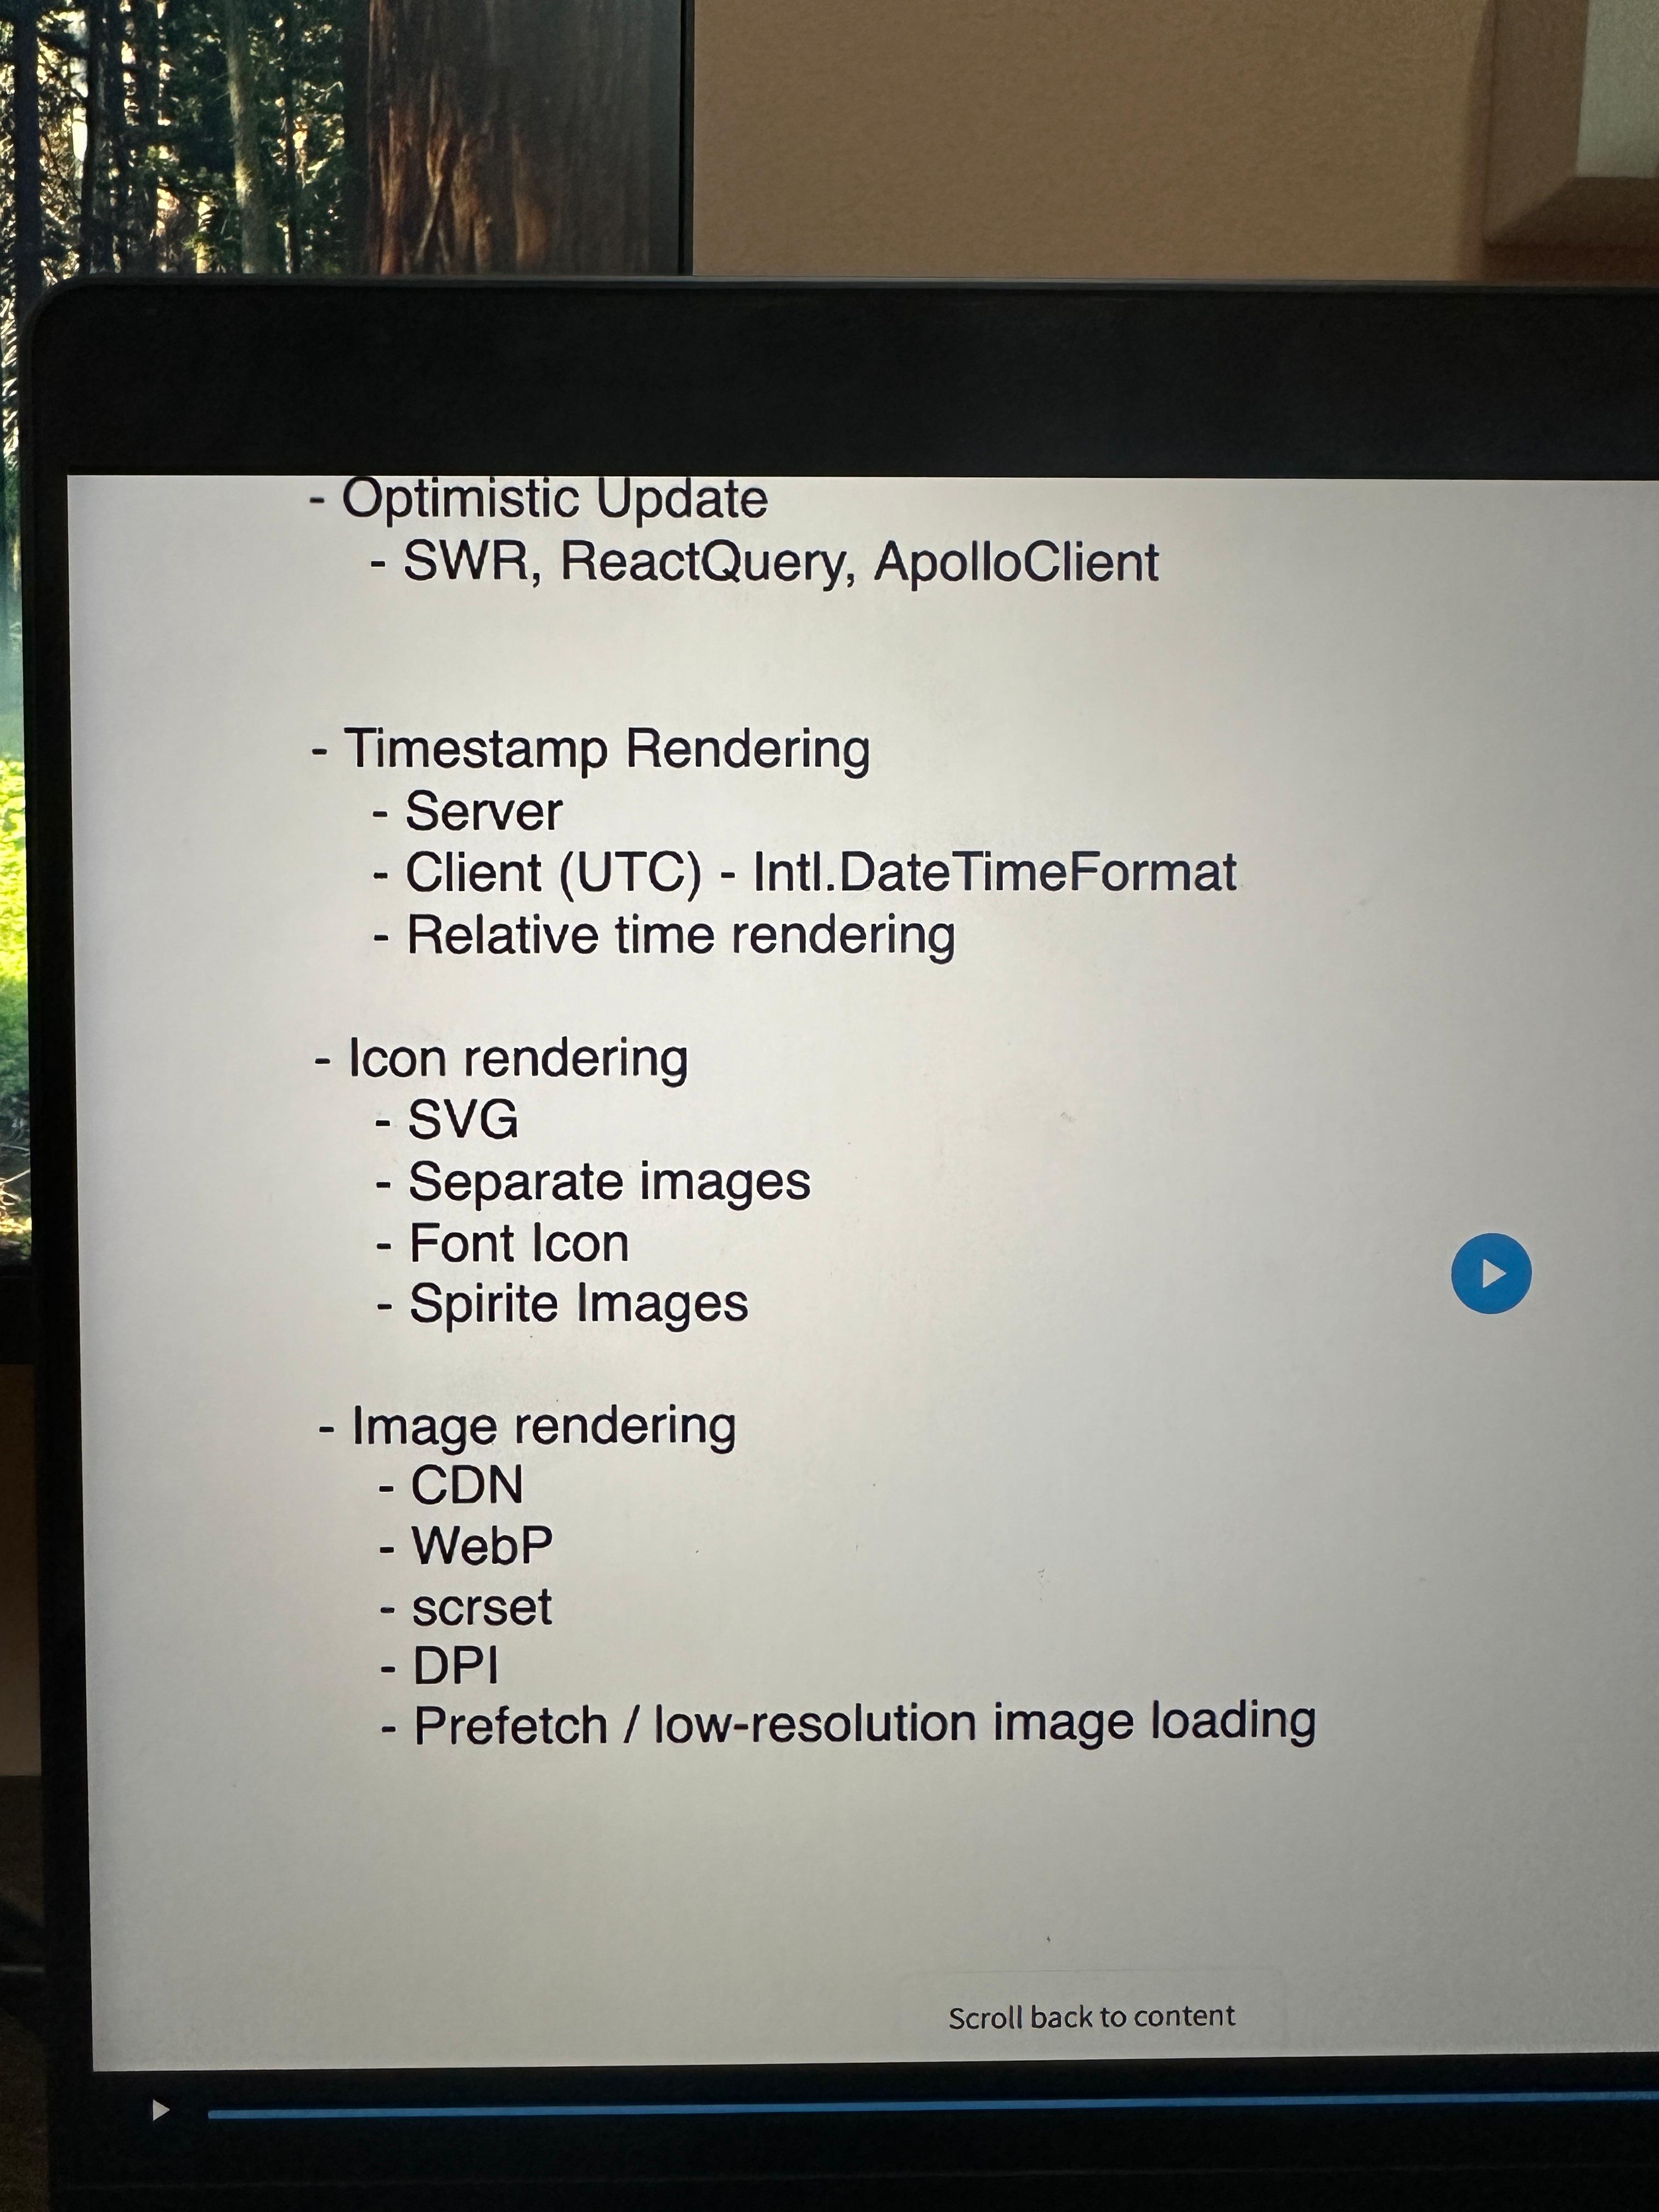 - Optimistic Update
- SWR, ReactQuery, ApolloClient
- Timestamp Rendering
- Server
- Client (UTC) - Intl.DateTimeFormat
- Relative time rendering
- Icon rendering
- SVG
- Separate images
- Font Icon
- Spirite Images
- Image rendering
- CDN
- WebP
- scrset
- DPI
- Prefetch / low-resolution image loading
Scroll back to content